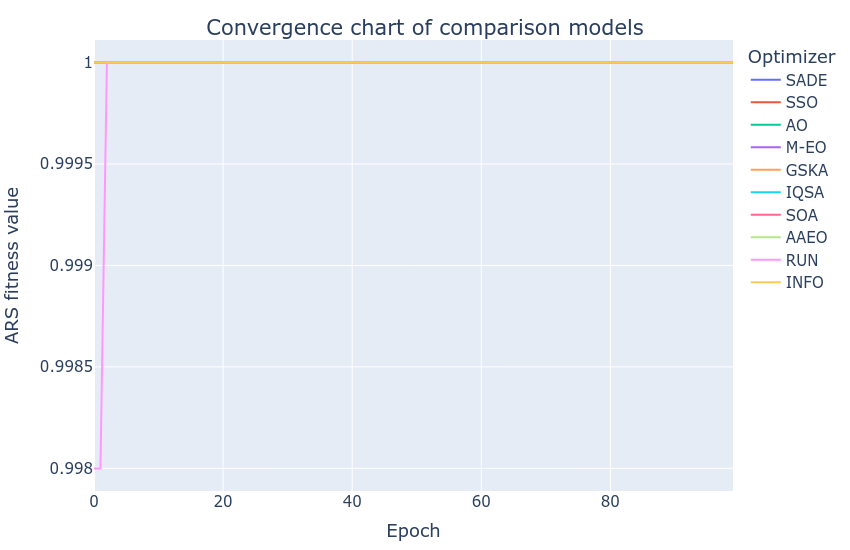 Convergence chart of comparison models
ARS fitness value
1
0.9995
0.999
0.9985
0.998
0
20
40
60
80
Epoch
Optimizer
SADE
SSO
AO
M-EO
GSKA
IQSA
SOA
AAEO
RUN
INFO